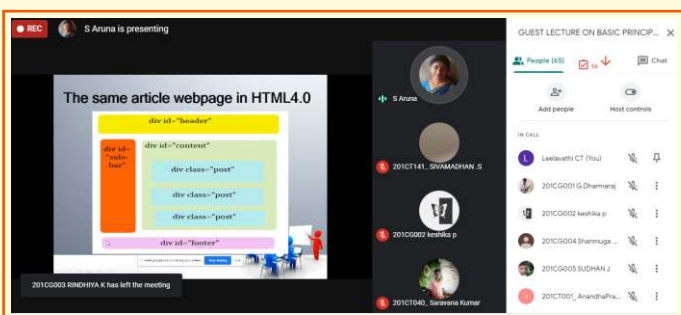 REC
S Aruna is presenting
The same article webpage in HTML4.0
div id="header"
div id=
"side-
bar"
div id="content"
div class="post"
div class="post"
div class="post"
div id="footer"
Stop sharing
201CG003 RINDHIYA K has left the meeting
S Aruna
201CT141_ SIVAMADHAN .S
201CG002 keshika p
201CT040_ Saravana Kumar
GUEST LECTURE ON BASIC PRINCIP...
People (65)
Chat
Add people
Host controls
IN CALL
L
Leelavathi CT (You)
201CG001 G.Dharmaraj
201CG002 keshika p
201CG004 Shanmuga ...
201CG005 SUDHAN J
201CT001_ AnandhaPra...